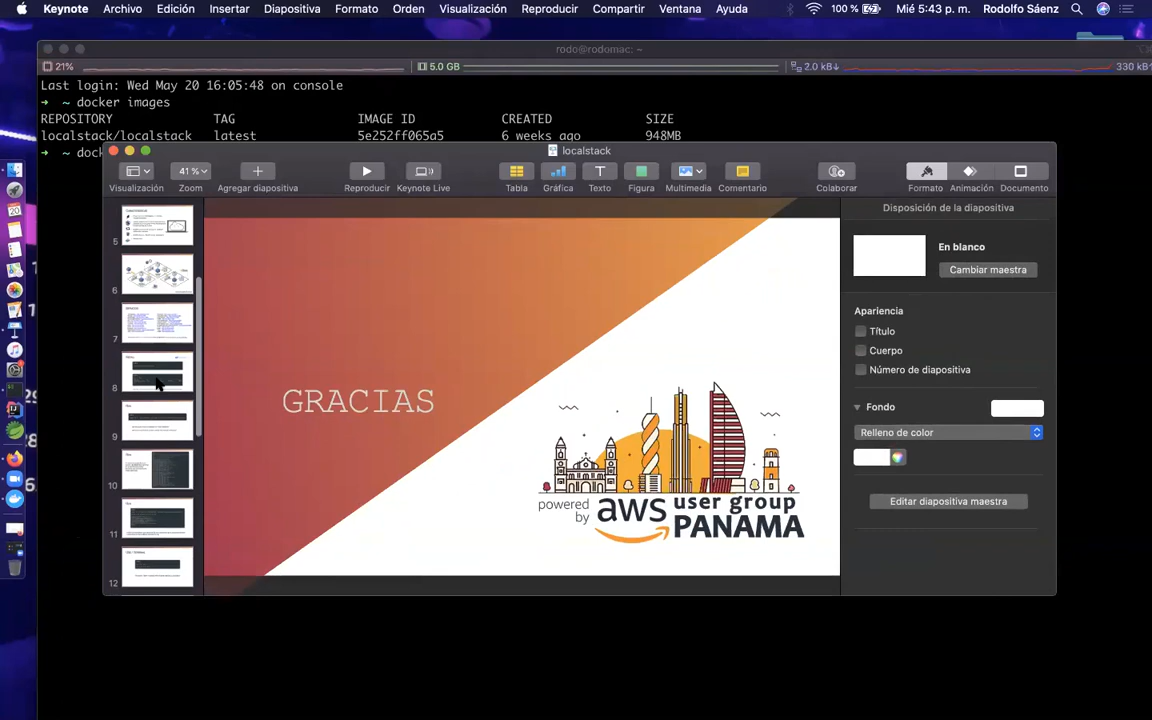 Keynote Archivo Edición Insertar Diapositiva Formato Orden Visualización Reproducir Compartir Ventana Ayuda 100 % Mié 5:43 p. m. Rodolfo Sáenz
rodo@rodomac: ~
21% 5.0 GB 2.0 kB↓ 330 kB↑
Last login: Wed May 20 16:05:48 on console
➜ ~ docker images
REPOSITORY TAG IMAGE ID CREATED SIZE
localstack/localstack latest 5e252ff065a5 6 weeks ago 948MB
➜ ~ dock
localstack
41 %
Visualización Zoom Agregar diapositiva Reproducir Keynote Live Tabla Gráfica Texto Figura Multimedia Comentario Colaborar Formato Animación Documento
Disposición de la diapositiva
En blanco
Cambiar maestra
Apariencia
Título
Cuerpo
Número de diapositiva
Fondo
Relleno de color
Editar diapositiva maestra
5
6
7
8
9
10
11
12
GRACIAS
powered by aws user group PANAMA